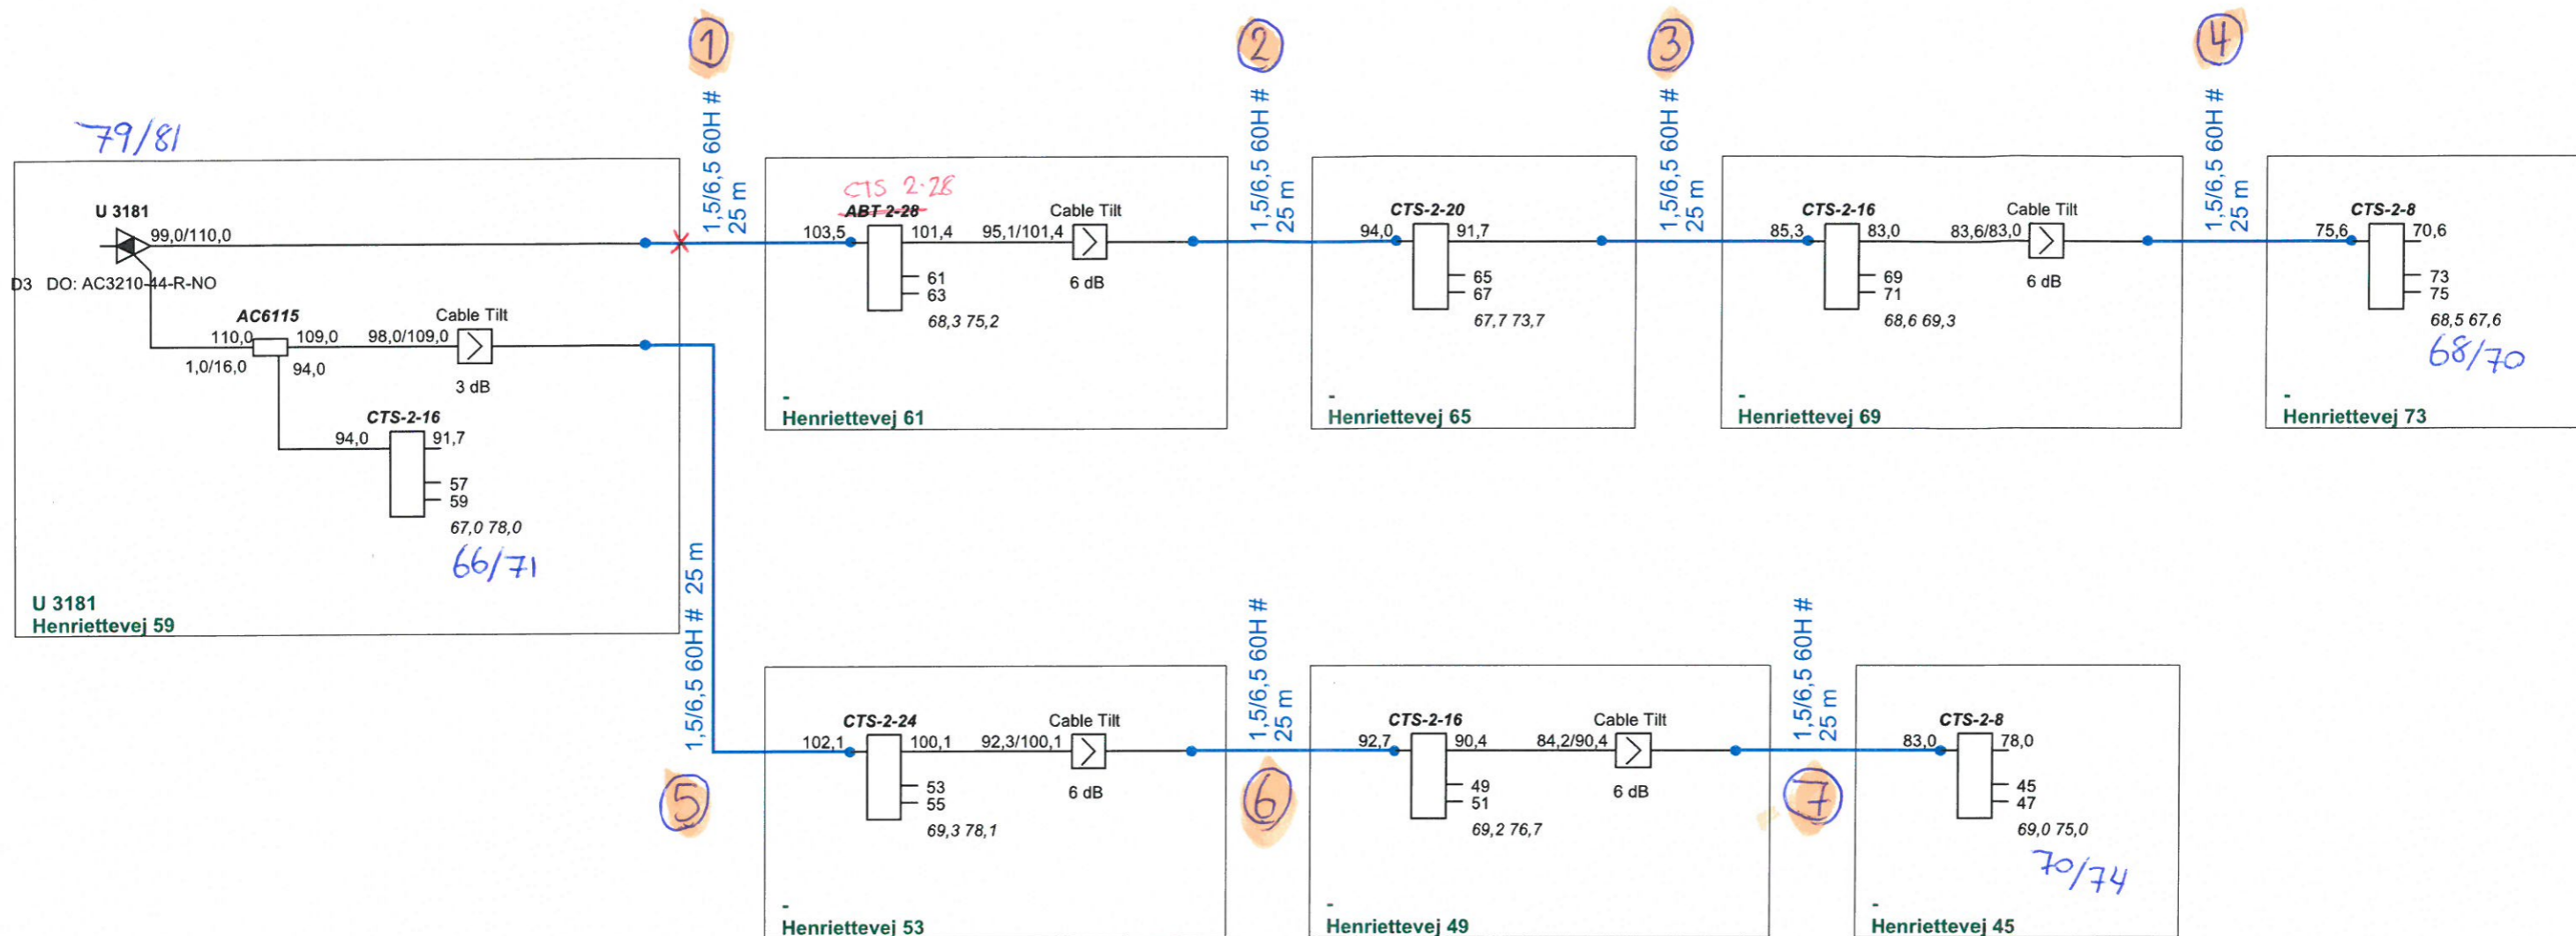 1
2
3
4
1,5/6,5 60H #
25 m
1,5/6,5 60H #
25 m
1,5/6,5 60H #
25 m
1,5/6,5 60H #
25 m
79/81
U 3181
99,0/110,0
D3 DO: AC3210-44-R-NO
AC6115
110,0
109,0
98,0/109,0
Cable Tilt
1,0/16,0
94,0
3 dB
CTS-2-16
94,0
91,7
57
59
67,0 78,0
66/71
U 3181
Henriettevej 59
CTS 2-28
ABT 2-28
103,5
101,4
95,1/101,4
Cable Tilt
6 dB
61
63
68,3 75,2
-
Henriettevej 61
CTS-2-20
94,0
91,7
65
67
67,7 73,7
-
Henriettevej 65
CTS-2-16
85,3
83,0
83,6/83,0
Cable Tilt
6 dB
69
71
68,6 69,3
-
Henriettevej 69
CTS-2-8
75,6
70,6
73
75
68,5 67,6
68/70
-
Henriettevej 73
1,5/6,5 60H # 25 m
5
1,5/6,5 60H #
25 m
6
1,5/6,5 60H #
25 m
7
CTS-2-24
102,1
100,1
92,3/100,1
Cable Tilt
6 dB
53
55
69,3 78,1
-
Henriettevej 53
CTS-2-16
92,7
90,4
84,2/90,4
Cable Tilt
6 dB
49
51
69,2 76,7
-
Henriettevej 49
CTS-2-8
83,0
78,0
45
47
69,0 75,0
70/74
-
Henriettevej 45